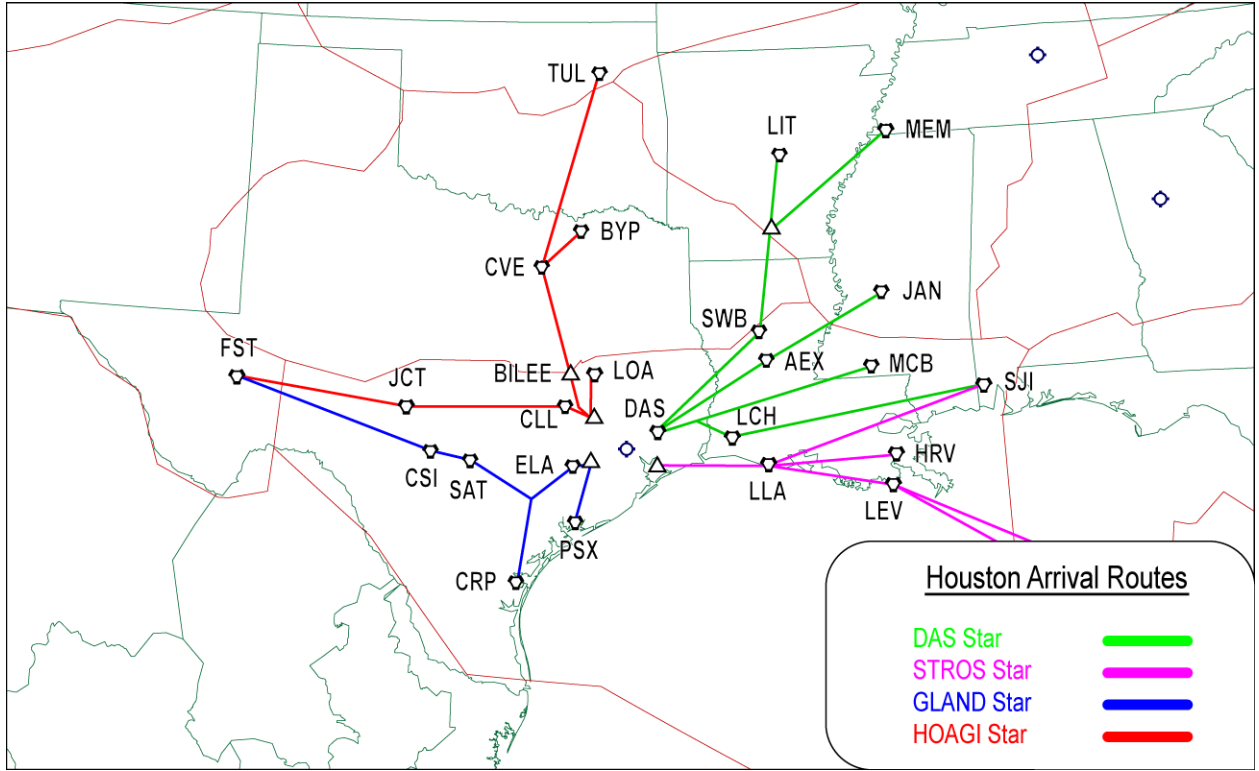 TUL
LIT
MEM
BYP
CVE
JAN
SWB
FST
BILEE
LOA
AEX
MCB
SJI
JCT
CLL
DAS
LCH
CSI
SAT
ELA
LLA
HRV
LEV
PSX
CRP
Houston Arrival Routes
DAS Star
STROS Star
GLAND Star
HOAGI Star